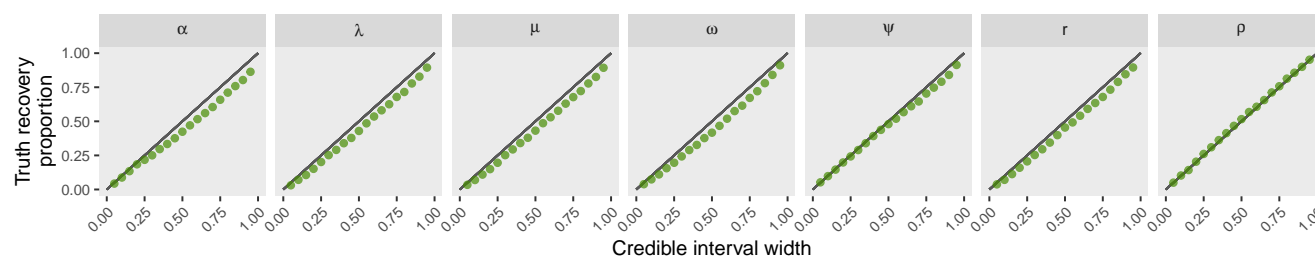 α λ μ ω ψ r ρ
Truth recovery
proportion
1.00
0.75
0.50
0.25
0.00
0.00 0.25 0.50 0.75 1.00 0.00 0.25 0.50 0.75 1.00 0.00 0.25 0.50 0.75 1.00 0.00 0.25 0.50 0.75 1.00 0.00 0.25 0.50 0.75 1.00 0.00 0.25 0.50 0.75 1.00 0.00 0.25 0.50 0.75
Credible interval width